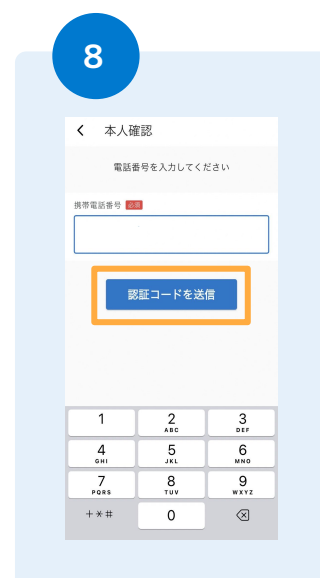 8
本人確認
電話番号を入力してください
携帯電話番号 必須
認証コードを送信
1 2 3
ABC DEF
4 5 6
GHI JKL MNO
7 8 9
PQRS TUV WXYZ
+*# 0